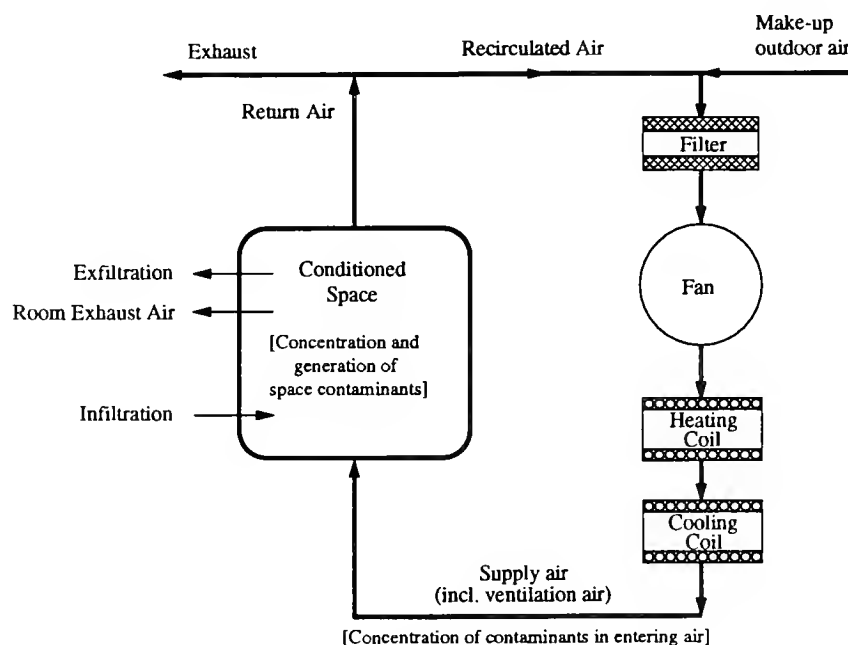 Make-up
outdoor air
Exhaust
Recirculated Air
Return Air
Filter
Exfiltration
Conditioned
Space
Fan
Room Exhaust Air
[Concentration and
generation of
space contaminants]
Infiltration
Heating
Coil
Cooling
Coil
Supply air
(incl. ventilation air)
[Concentration of contaminants in entering air]